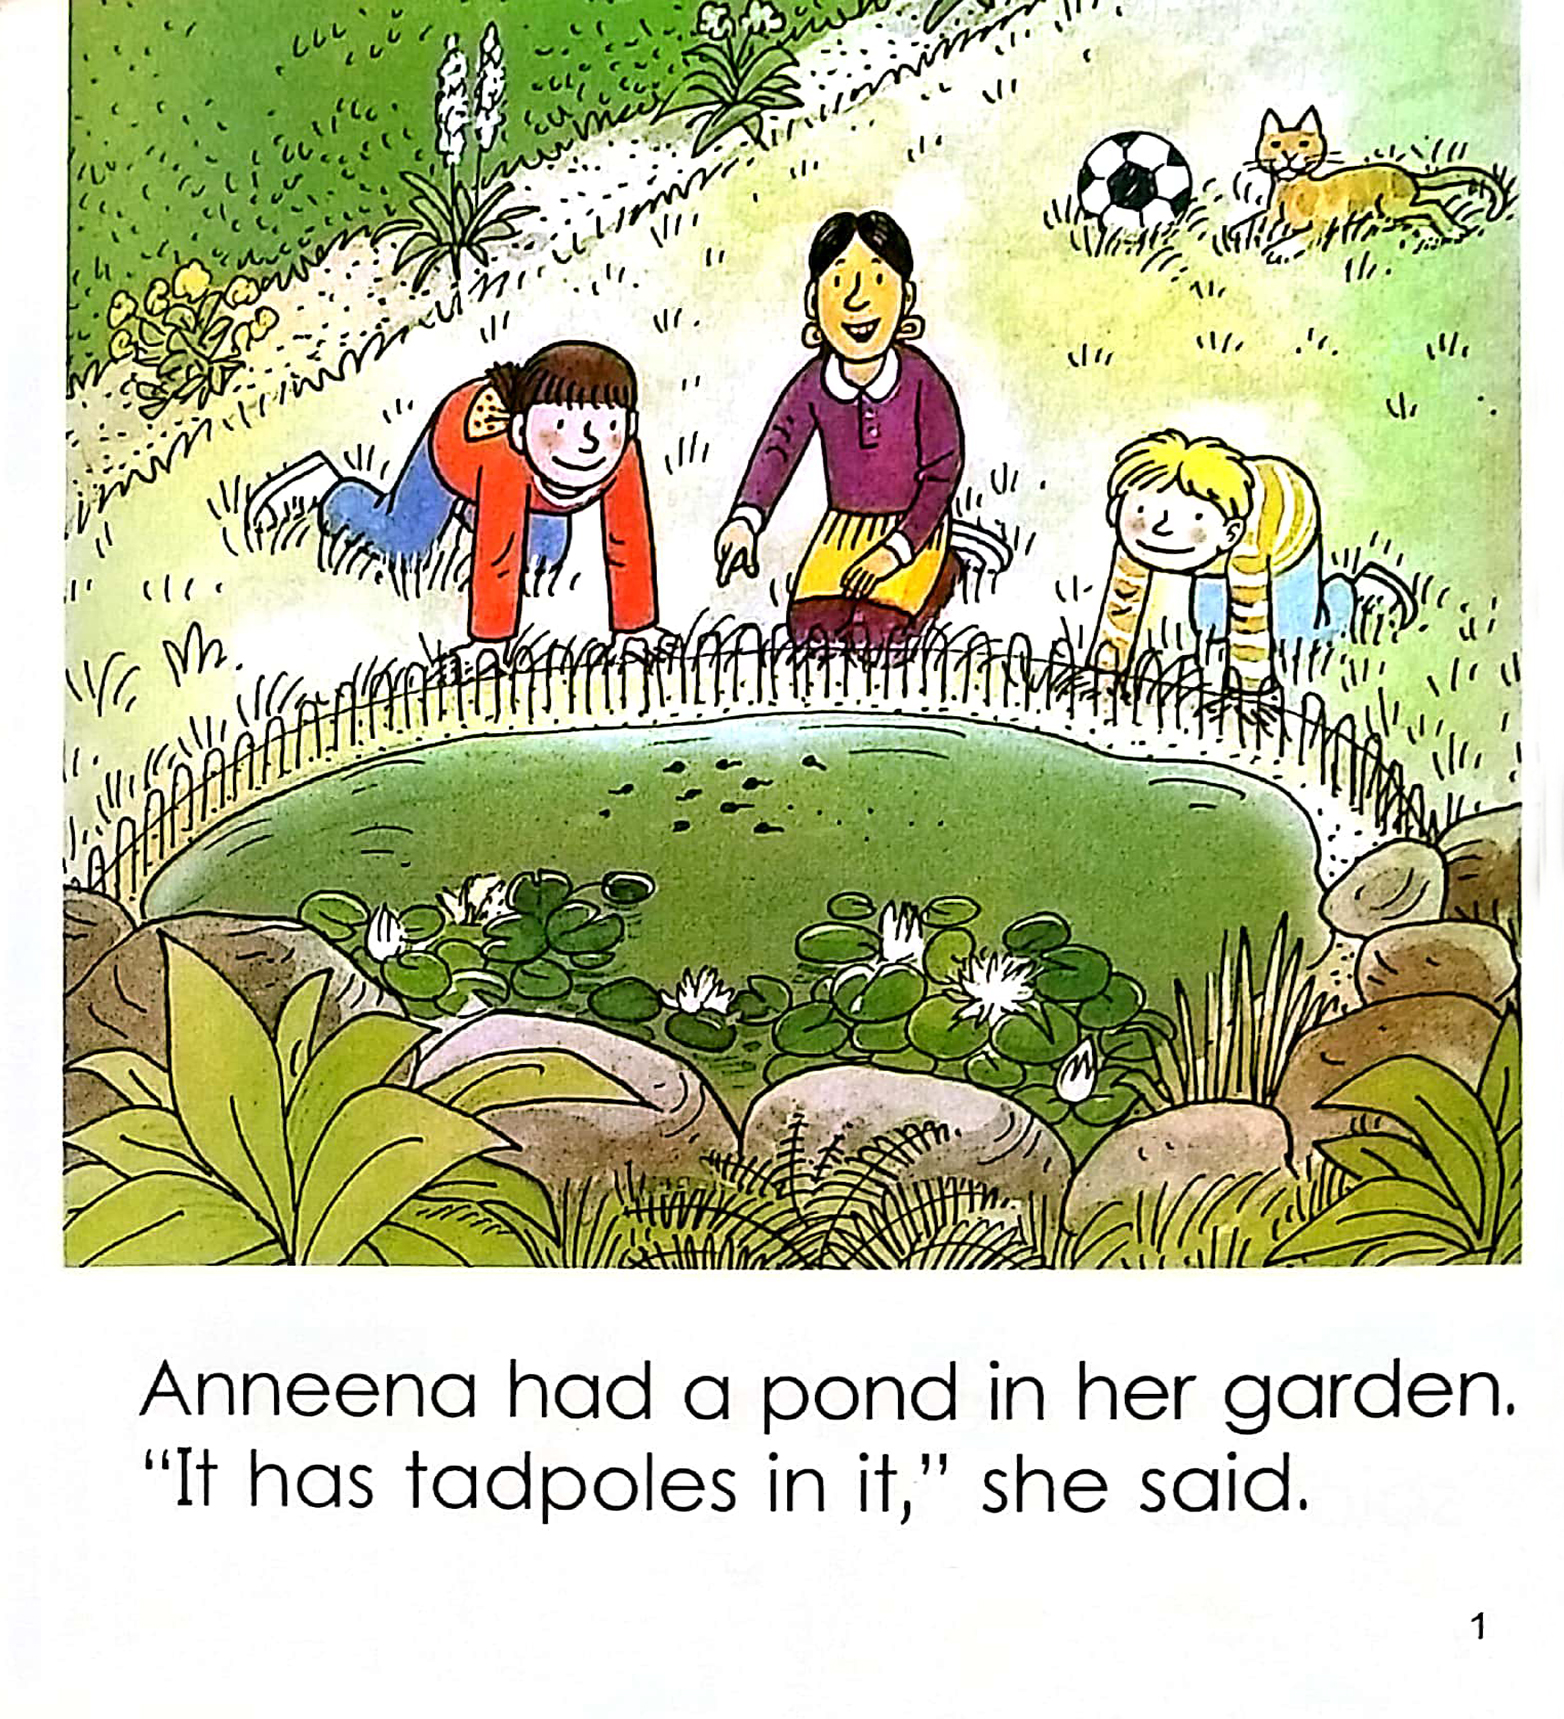 Anneena had a pond in her garden.
“It has tadpoles in it,” she said.
1